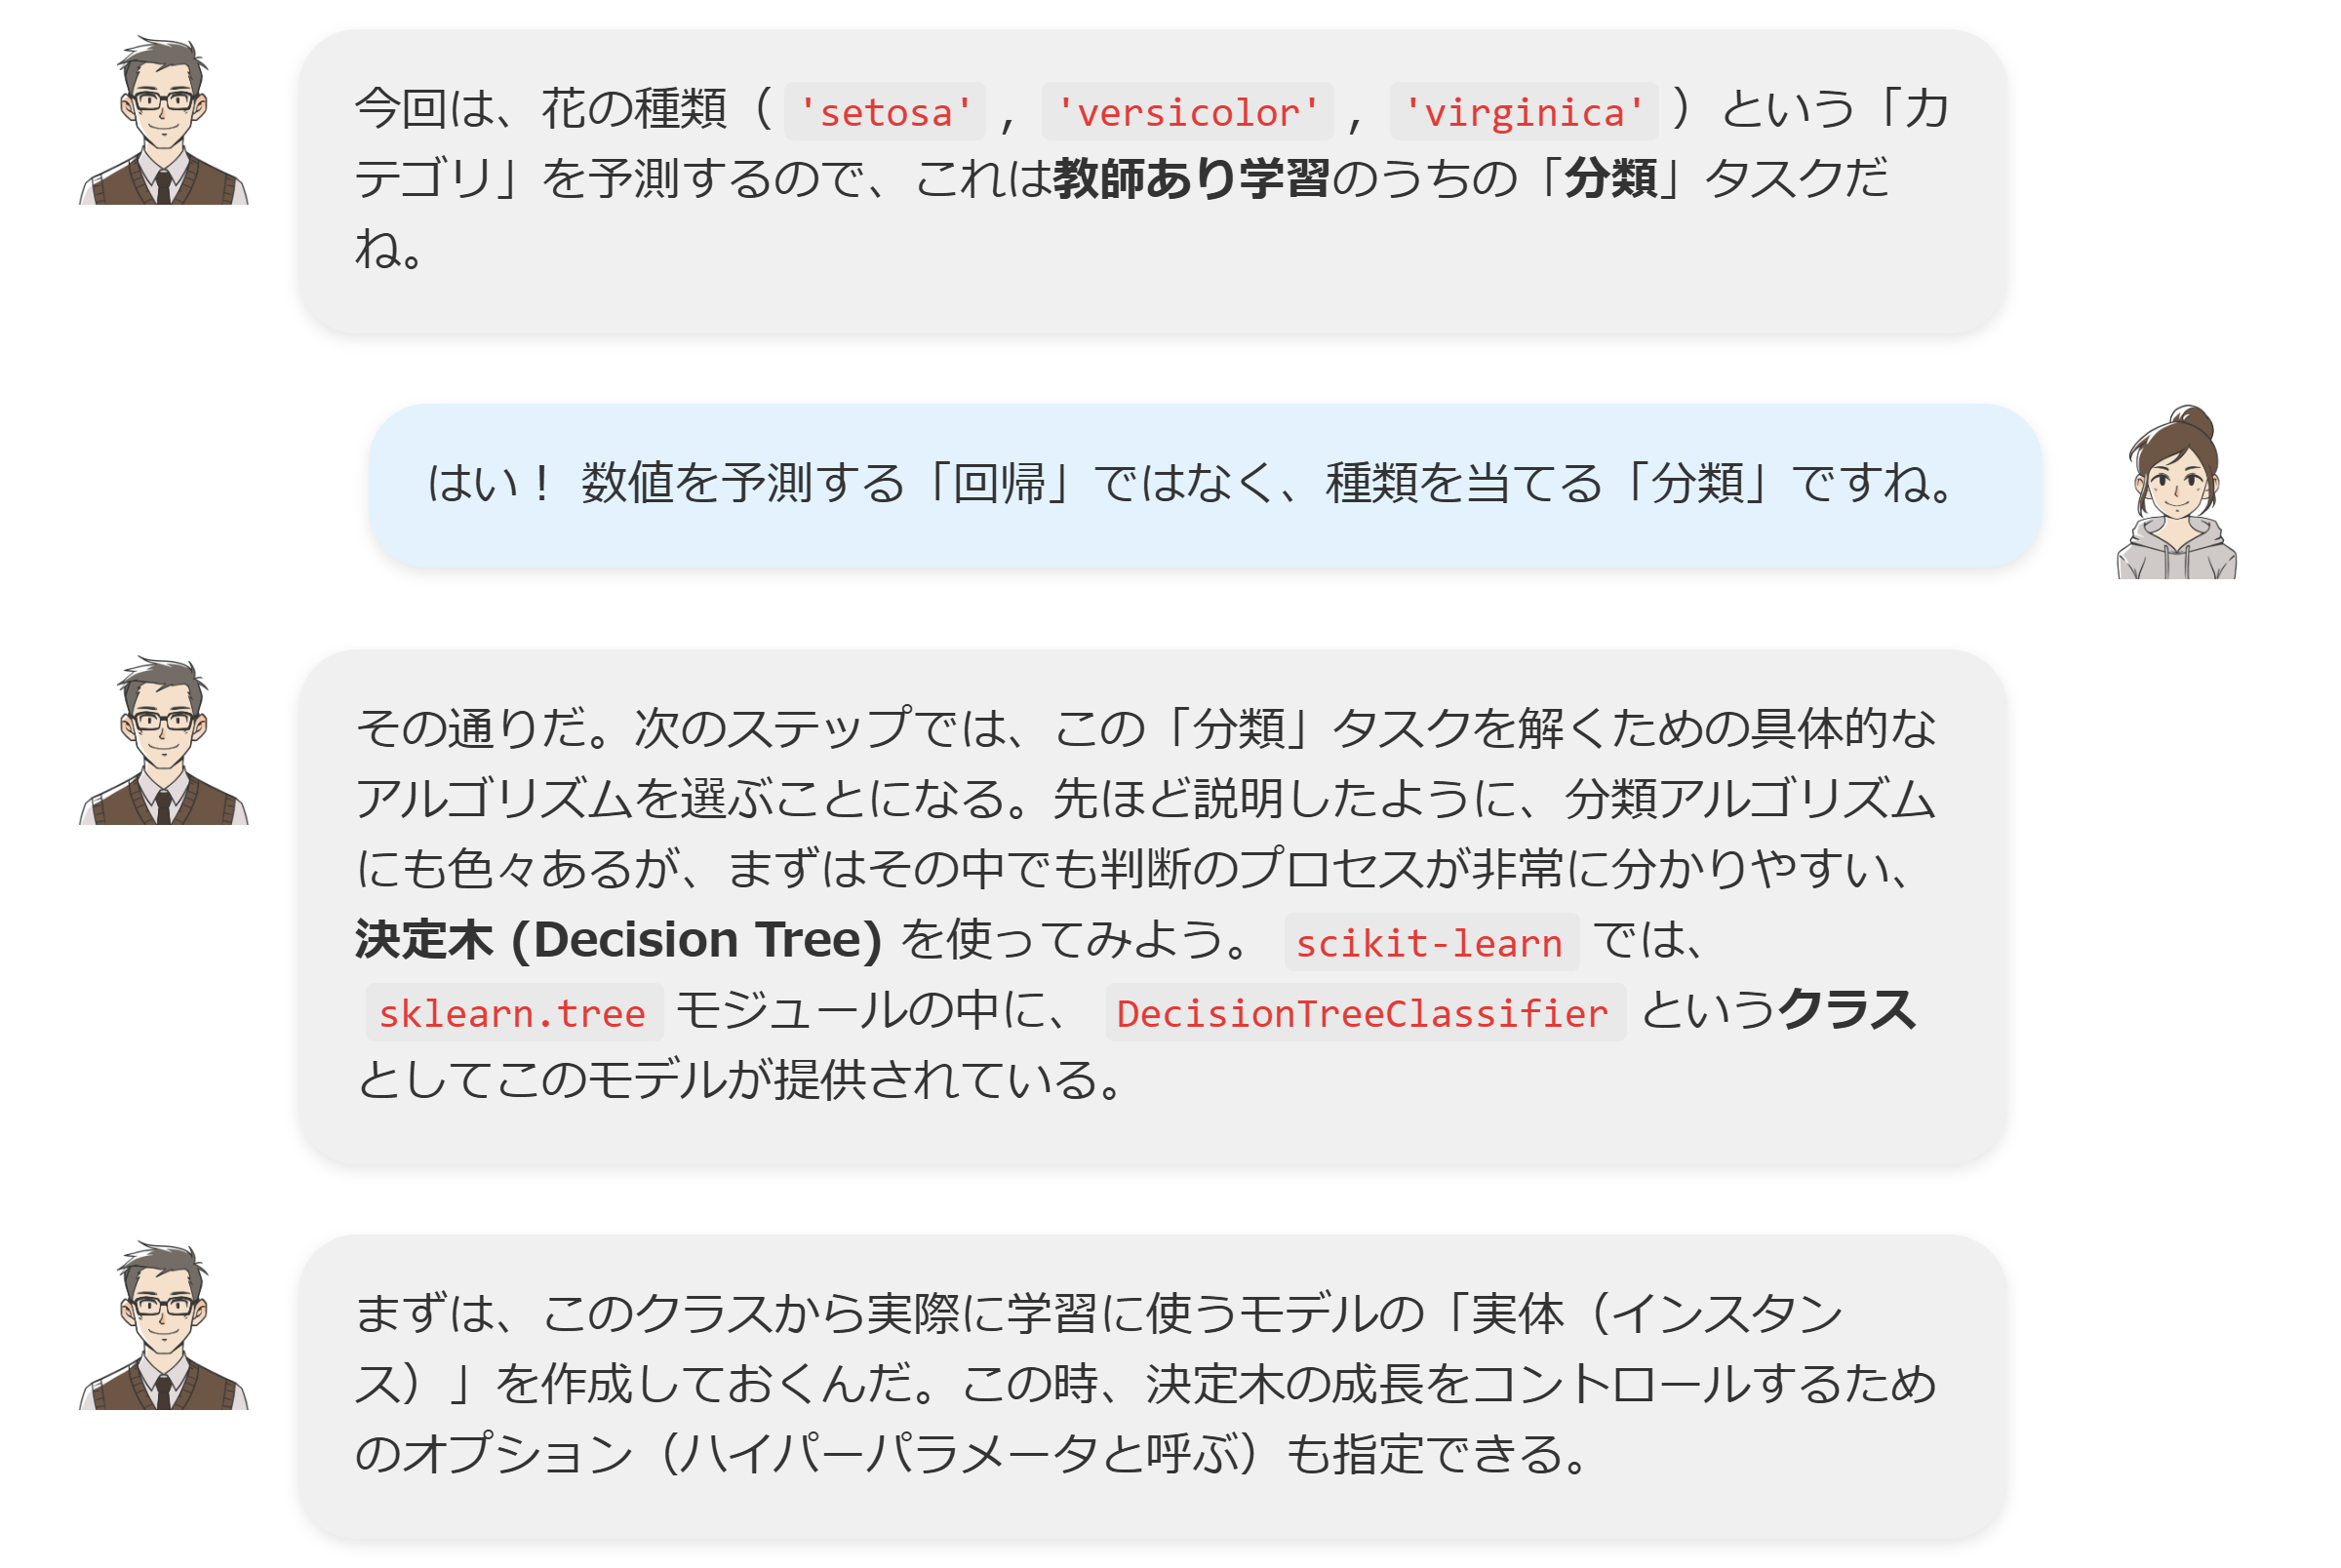 今回は、花の種類（ 'setosa' , 'versicolor' , 'virginica' ）という「カ
テゴリ」を予測するので、これは教師あり学習のうちの「分類」タスクだ
ね。
はい！ 数値を予測する「回帰」ではなく、種類を当てる「分類」ですね。
その通りだ。次のステップでは、この「分類」タスクを解くための具体的な
アルゴリズムを選ぶことになる。先ほど説明したように、分類アルゴリズム
にも色々あるが、まずはその中でも判断のプロセスが非常に分かりやすい、
決定木 (Decision Tree) を使ってみよう。 scikit-learn では、
sklearn.tree モジュールの中に、 DecisionTreeClassifier というクラス
としてこのモデルが提供されている。
まずは、このクラスから実際に学習に使うモデルの「実体（インスタン
ス）」を作成しておくんだ。この時、決定木の成長をコントロールするため
のオプション（ハイパーパラメータと呼ぶ）も指定できる。